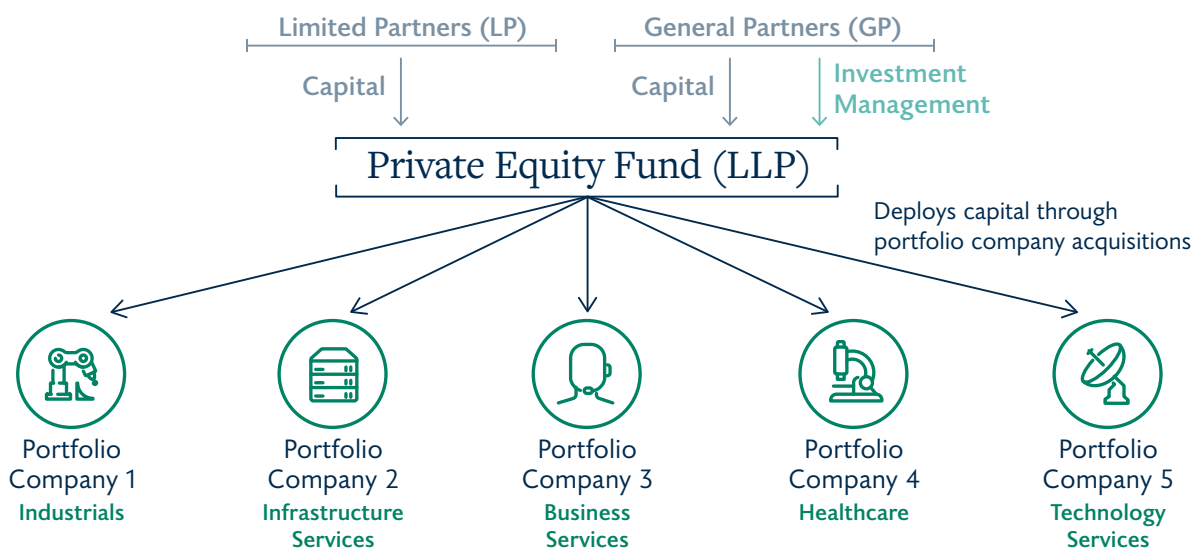 Limited Partners (LP)
General Partners (GP)
Capital
Capital
Investment
Management
Private Equity Fund (LLP)
Deploys capital through
portfolio company acquisitions
Portfolio
Company 1
Industrials
Portfolio
Company 2
Infrastructure
Services
Portfolio
Company 3
Business
Services
Portfolio
Company 4
Healthcare
Portfolio
Company 5
Technology
Services